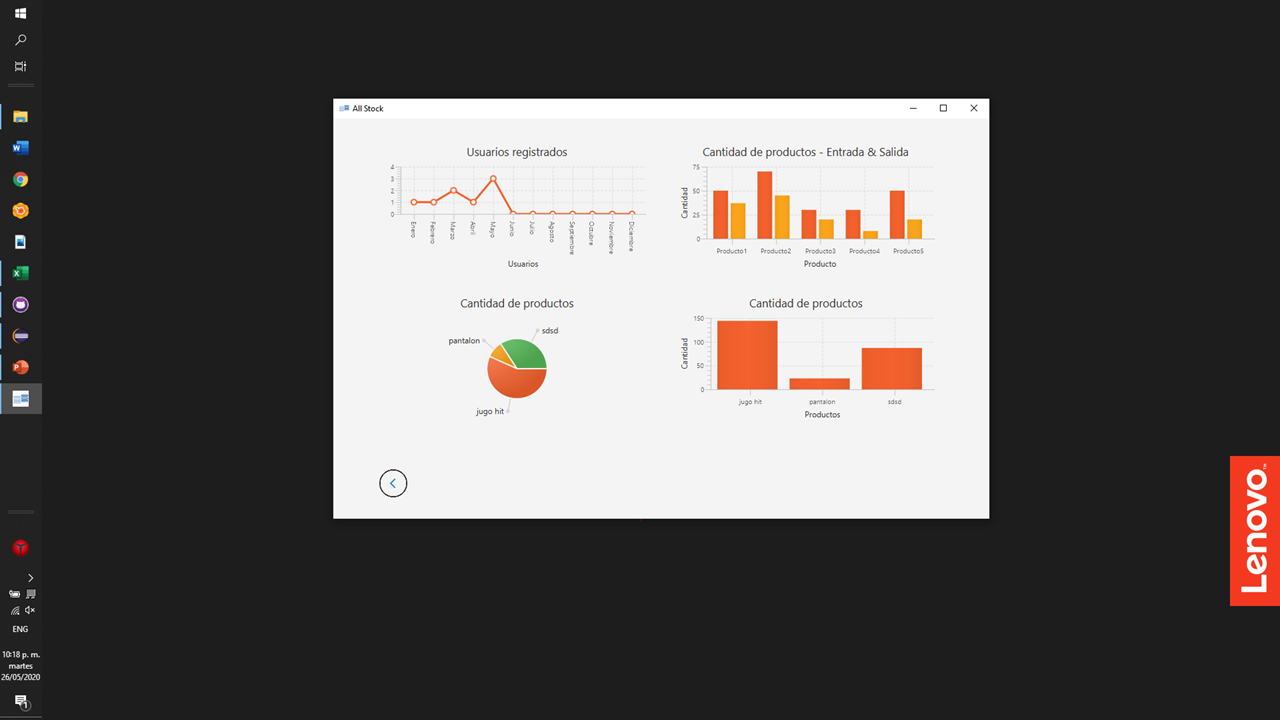 All Stock
Usuarios registrados
4
3
2
1
0
Enero
Febrero
Marzo
Abril
Mayo
Junio
Julio
Agosto
Septiembre
Octubre
Noviembre
Diciembre
Usuarios
Cantidad de productos - Entrada & Salida
Cantidad
75
50
25
0
Producto1
Producto2
Producto3
Producto4
Producto5
Producto
Cantidad de productos
sdsd
pantalon
jugo hit
Cantidad de productos
Cantidad
150
100
50
0
jugo hit
pantalon
sdsd
Productos
Lenovo™
ENG
10:18 p. m.
martes
26/05/2020
1